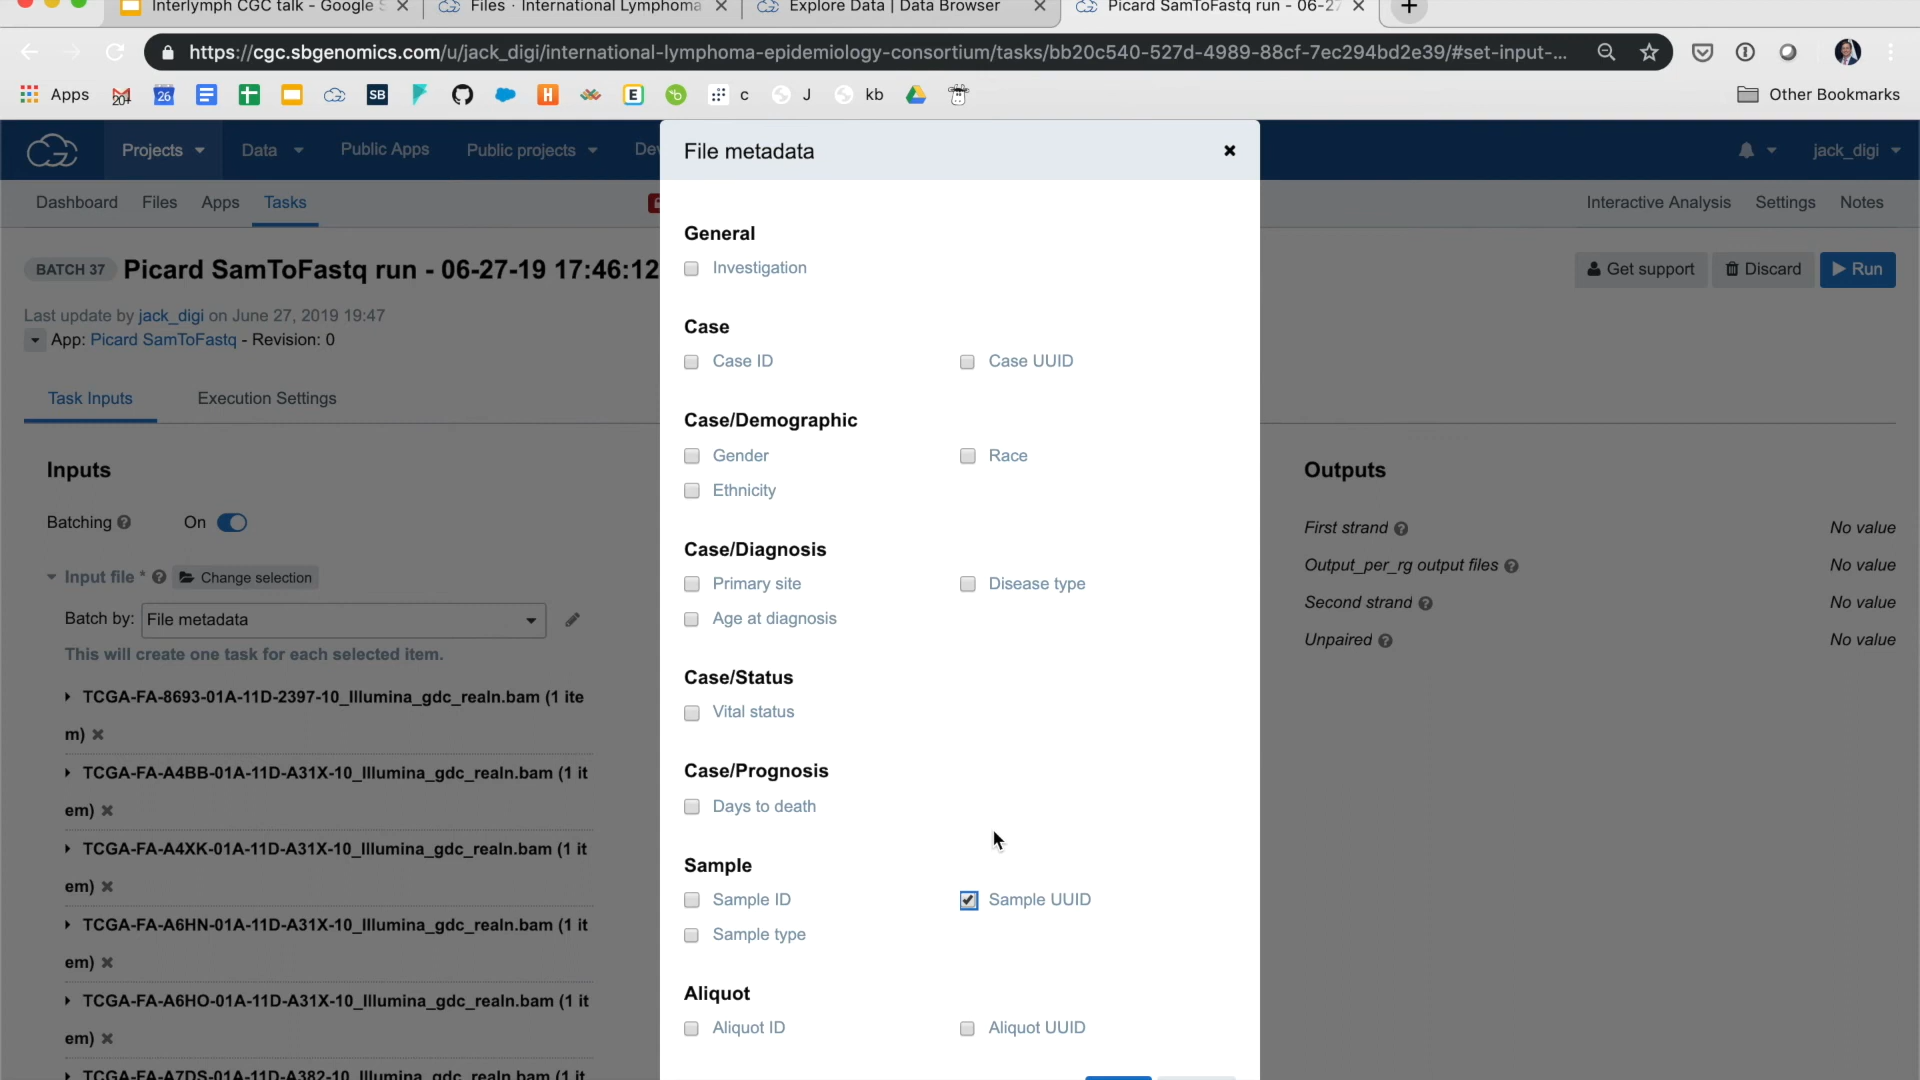 Interlymph CGC talk - Google S
Files · International Lymphoma
Explore Data | Data Browser
Picard SamToFastq run - 06-27
https://cgc.sbgenomics.com/u/jack_digi/international-lymphoma-epidemiology-consortium/tasks/bb20c540-527d-4989-88cf-7ec294bd2e39/#set-input-...
Apps
204
26
SB
H
E
c
J
kb
Other Bookmarks
Projects
Data
Public Apps
Public projects
Dev
jack_digi
Dashboard
Files
Apps
Tasks
Interactive Analysis
Settings
Notes
BATCH 37
Picard SamToFastq run - 06-27-19 17:46:12
Get support
Discard
Run
Last update by jack_digi on June 27, 2019 19:47
App: Picard SamToFastq - Revision: 0
Task Inputs
Execution Settings
Inputs
Batching
On
Input file *
Change selection
Batch by:
File metadata
This will create one task for each selected item.
TCGA-FA-8693-01A-11D-2397-10_Illumina_gdc_realn.bam (1 ite
m)
TCGA-FA-A4BB-01A-11D-A31X-10_Illumina_gdc_realn.bam (1 it
em)
TCGA-FA-A4XK-01A-11D-A31X-10_Illumina_gdc_realn.bam (1 it
em)
TCGA-FA-A6HN-01A-11D-A31X-10_Illumina_gdc_realn.bam (1 it
em)
TCGA-FA-A6HO-01A-11D-A31X-10_Illumina_gdc_realn.bam (1 it
em)
TCGA-FA-A7DS-01A-11D-A382-10_Illumina_gdc_realn.bam (1 it
File metadata
General
Investigation
Case
Case ID
Case UUID
Case/Demographic
Gender
Race
Ethnicity
Case/Diagnosis
Primary site
Disease type
Age at diagnosis
Case/Status
Vital status
Case/Prognosis
Days to death
Sample
Sample ID
Sample UUID
Sample type
Aliquot
Aliquot ID
Aliquot UUID
Outputs
First strand
No value
Output_per_rg output files
No value
Second strand
No value
Unpaired
No value